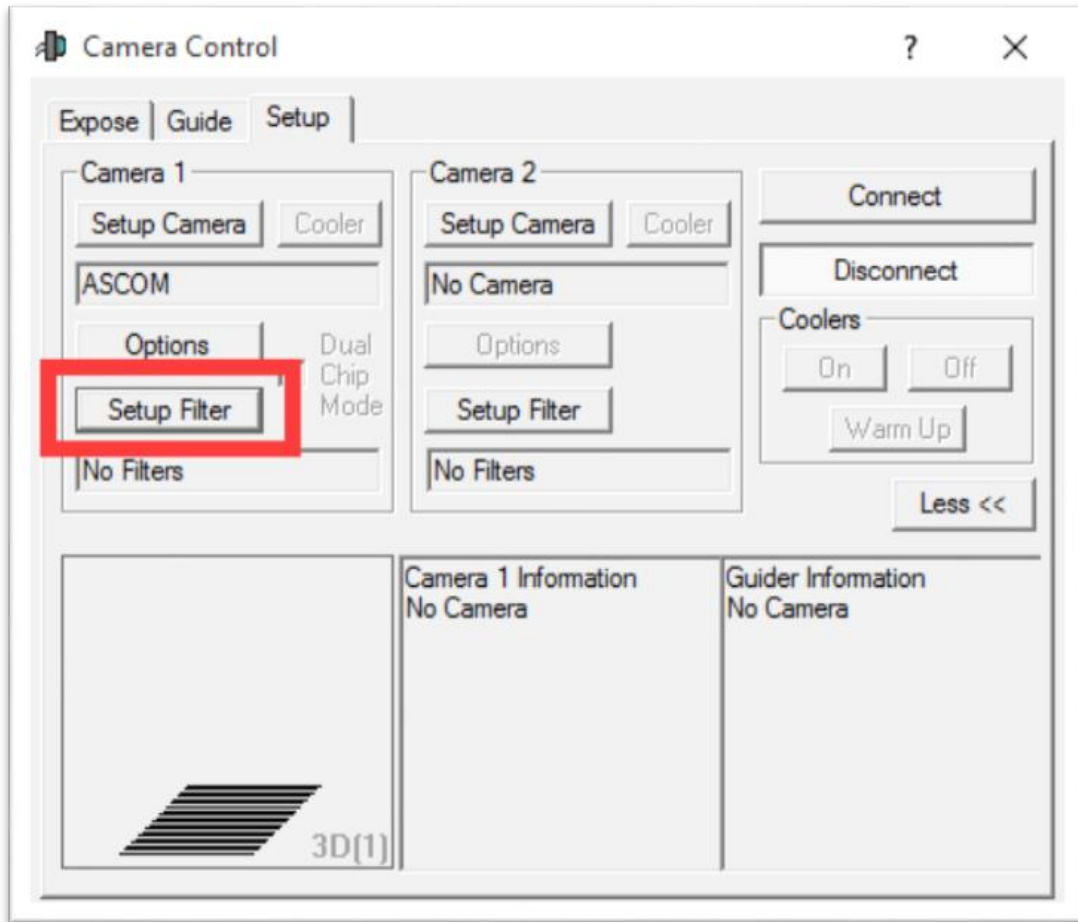 Camera Control
?
Expose Guide Setup
Camera 1
Setup Camera Cooler
ASCOM
Options
Dual
Chip
Mode
Setup Filter
No Filters
Camera 2
Setup Camera Cooler
No Camera
Options
Setup Filter
No Filters
Connect
Disconnect
Coolers
On Off
Warm Up
Less <<
3D(1)
Camera 1 Information
No Camera
Guider Information
No Camera